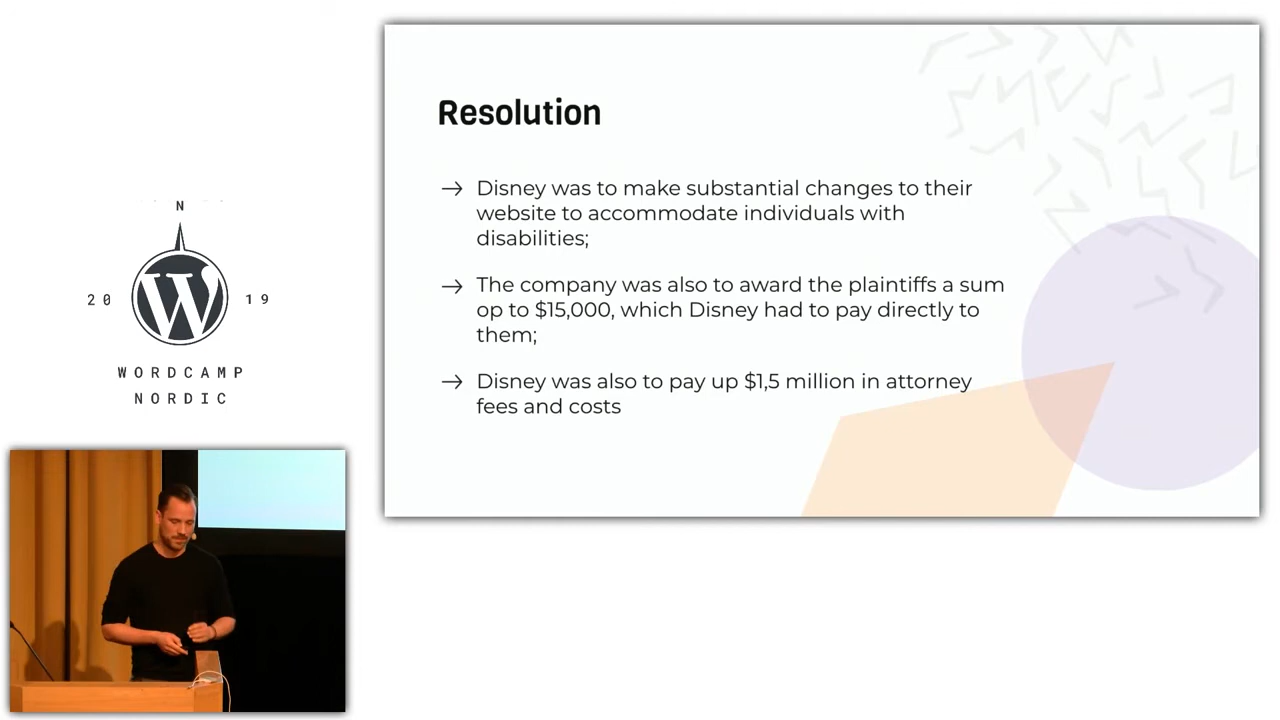 N
W
20 19
WORDCAMP
NORDIC
Resolution
→ Disney was to make substantial changes to their
website to accommodate individuals with
disabilities;
→ The company was also to award the plaintiffs a sum
op to $15,000, which Disney had to pay directly to
them;
→ Disney was also to pay up $1,5 million in attorney
fees and costs